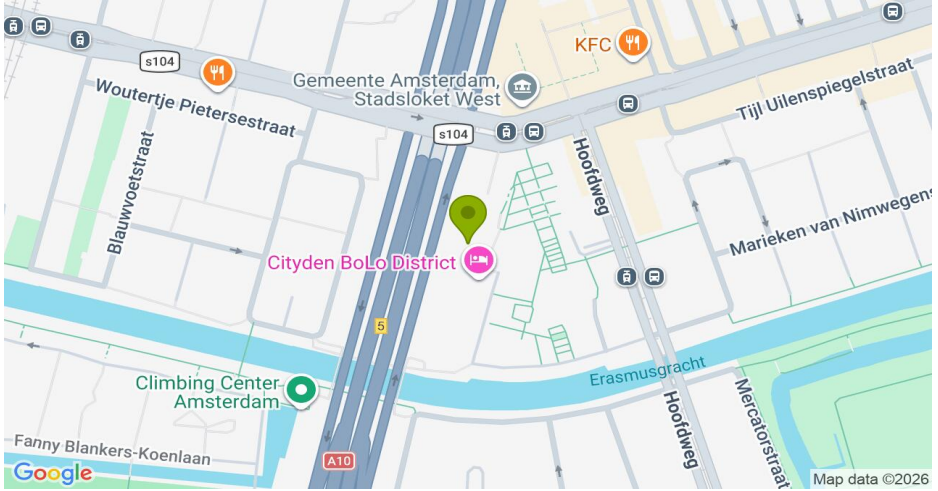 KFC
s104
Gemeente Amsterdam,
Stadsloket West
Tijl Uilenspiegelstraat
Woutertje Pietersestraat
s104
Hoofdweg
Blauwvoetstraat
Marieken van Nimwegens
Cityden BoLo District
5
Erasmusgracht
Climbing Center
Amsterdam
Hoofdweg
Mercatorstraat
Fanny Blankers-Koenlaan
A10
Google
Map data ©2026